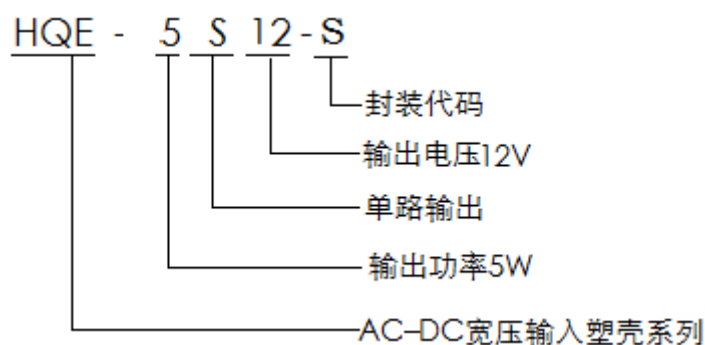 HQE - 5 S 12-S
封装代码
输出电压12V
单路输出
输出功率5W
AC-DC宽压输入塑壳系列